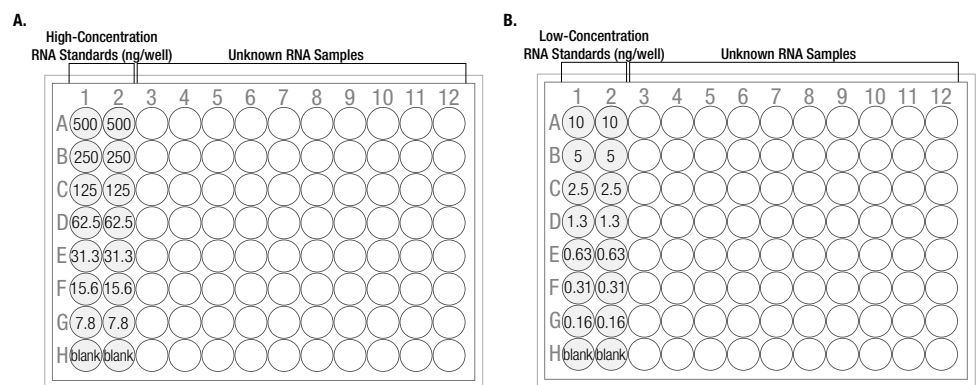 A.
High-Concentration
RNA Standards (ng/well)
Unknown RNA Samples
1 2 3 4 5 6 7 8 9 10 11 12
A 500 500
B 250 250
C 125 125
D 62.5 62.5
E 31.3 31.3
F 15.6 15.6
G 7.8 7.8
H blank blank
B.
Low-Concentration
RNA Standards (ng/well)
Unknown RNA Samples
1 2 3 4 5 6 7 8 9 10 11 12
A 10 10
B 5 5
C 2.5 2.5
D 1.3 1.3
E 0.63 0.63
F 0.31 0.31
G 0.16 0.16
H blank blank